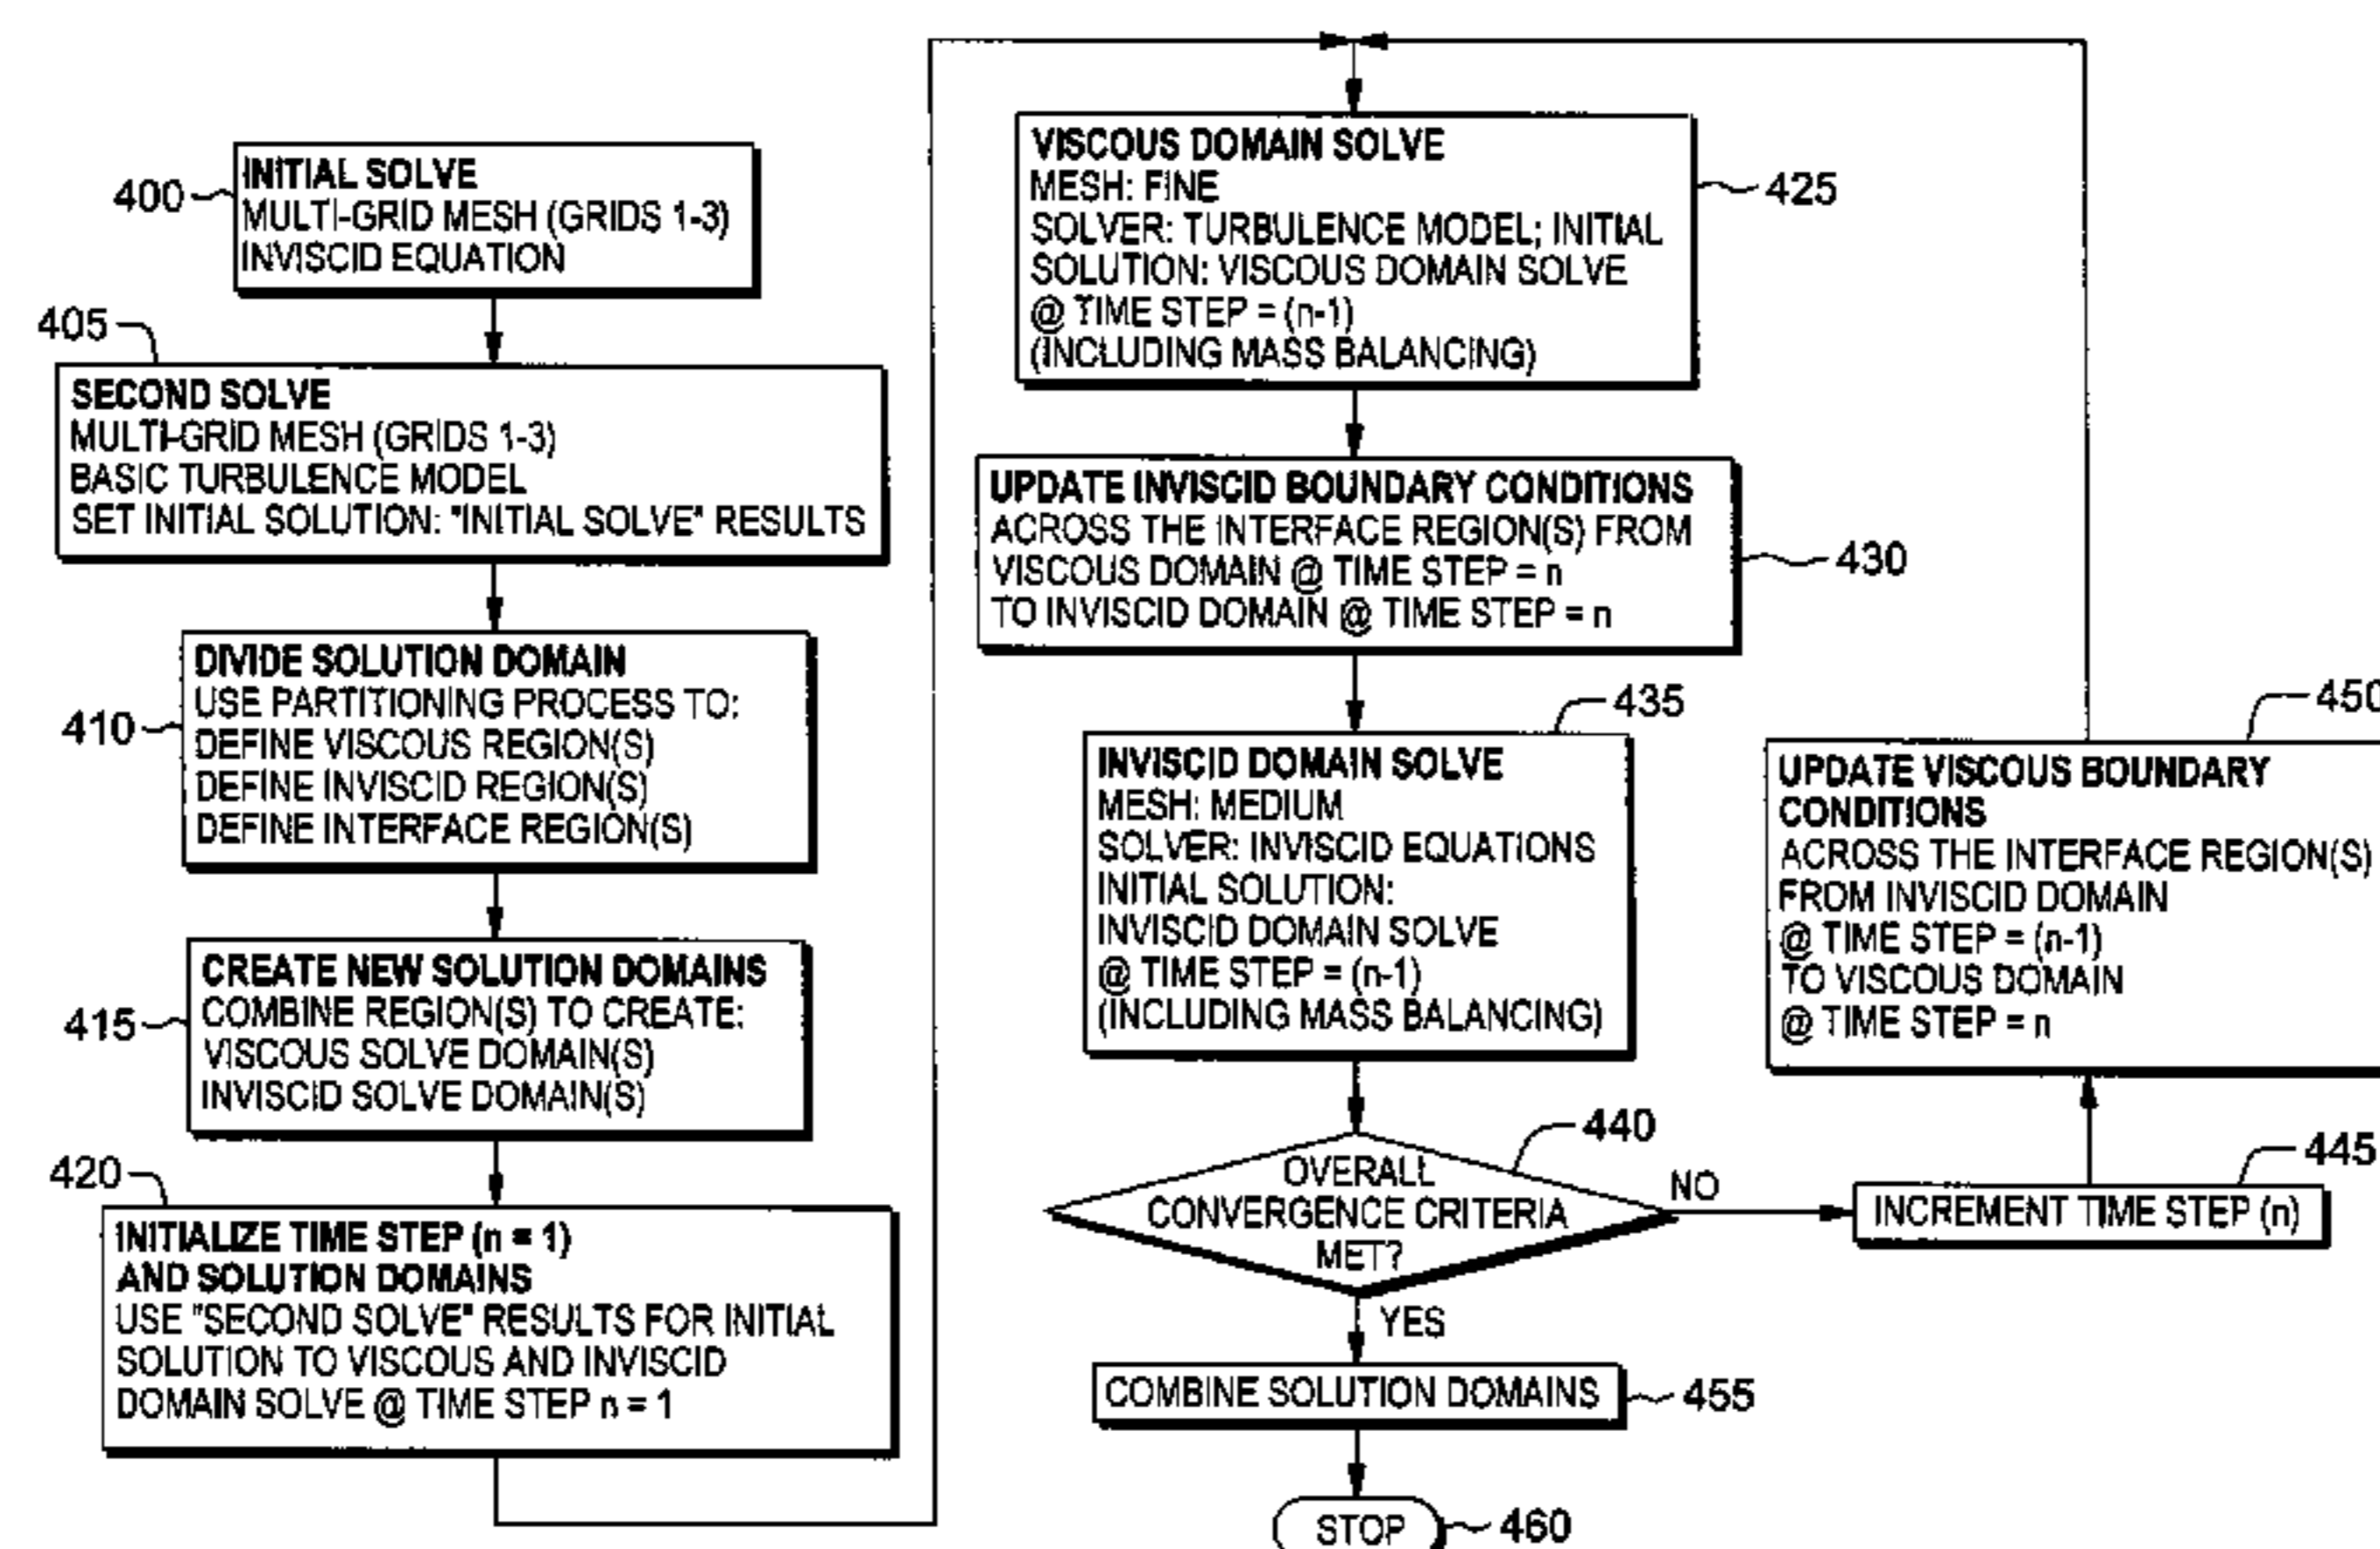 400
INITIAL SOLVE
MULTI-GRID MESH (GRIDS 1-3)
INVISCID EQUATION
405
SECOND SOLVE
MULTI-GRID MESH (GRIDS 1-3)
BASIC TURBULENCE MODEL
SET INITIAL SOLUTION: "INITIAL SOLVE" RESULTS
410
DIVIDE SOLUTION DOMAIN
USE PARTITIONING PROCESS TO:
DEFINE VISCOUS REGION(S)
DEFINE INVISCID REGION(S)
DEFINE INTERFACE REGION(S)
415
CREATE NEW SOLUTION DOMAINS
COMBINE REGION(S) TO CREATE:
VISCOUS SOLVE DOMAIN(S)
INVISCID SOLVE DOMAIN(S)
420
INITIALIZE TIME STEP (n = 1)
AND SOLUTION DOMAINS
USE "SECOND SOLVE" RESULTS FOR INITIAL
SOLUTION TO VISCOUS AND INVISCID
DOMAIN SOLVE @ TIME STEP n = 1
VISCOUS DOMAIN SOLVE
MESH: FINE
SOLVER: TURBULENCE MODEL; INITIAL
SOLUTION: VISCOUS DOMAIN SOLVE
@ TIME STEP = (n-1)
(INCLUDING MASS BALANCING)
425
UPDATE INVISCID BOUNDARY CONDITIONS
ACROSS THE INTERFACE REGION(S) FROM
VISCOUS DOMAIN @ TIME STEP = n
TO INVISCID DOMAIN @ TIME STEP = n
430
435
INVISCID DOMAIN SOLVE
MESH: MEDIUM
SOLVER: INVISCID EQUATIONS
INITIAL SOLUTION:
INVISCID DOMAIN SOLVE
@ TIME STEP = (n-1)
(INCLUDING MASS BALANCING)
440
OVERALL
CONVERGENCE CRITERIA
MET?
NO
YES
445
INCREMENT TIME STEP (n)
450
UPDATE VISCOUS BOUNDARY
CONDITIONS
ACROSS THE INTERFACE REGION(S)
FROM INVISCID DOMAIN
@ TIME STEP = (n-1)
TO VISCOUS DOMAIN
@ TIME STEP = n
COMBINE SOLUTION DOMAINS
455
STOP
460